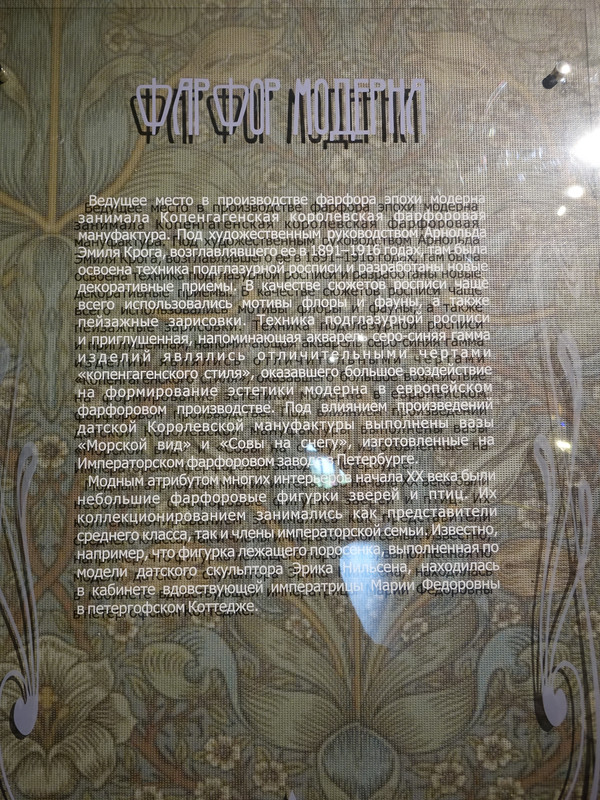 ФАРФОР МОДЕРНА
Ведущее место в производстве фарфора эпохи модерна
занимала Копенгагенская королевская фарфоровая
мануфактура. Под художественным руководством Арнольда
Эмиля Крога, возглавлявшего ее в 1891–1916 годах, там была
освоена техника подглазурной росписи и разработаны новые
декоративные приемы. В качестве сюжетов росписи чаще
всего использовались мотивы флоры и фауны, а также
пейзажные зарисовки. Техника подглазурной росписи
и приглушенная, напоминающая акварель серо-синяя гамма
изделий являлись отличительными чертами
«копенгагенского стиля», оказавшего большое воздействие
на формирование эстетики модерна в европейском
фарфоровом производстве. Под влиянием произведений
датской Королевской мануфактуры выполнены вазы
«Морской вид» и «Совы на снегу», изготовленные на
Императорском фарфоровом заводе в Петербурге.
Модным атрибутом многих интерьеров начала XX века были
небольшие фарфоровые фигурки зверей и птиц. Их
коллекционированием занимались как представители
среднего класса, так и члены императорской семьи. Известно,
например, что фигурка лежащего поросенка, выполненная по
модели датского скульптора Эрика Нильсена, находилась
в кабинете вдовствующей императрицы Марии Федоровны
в петергофском Коттедже.